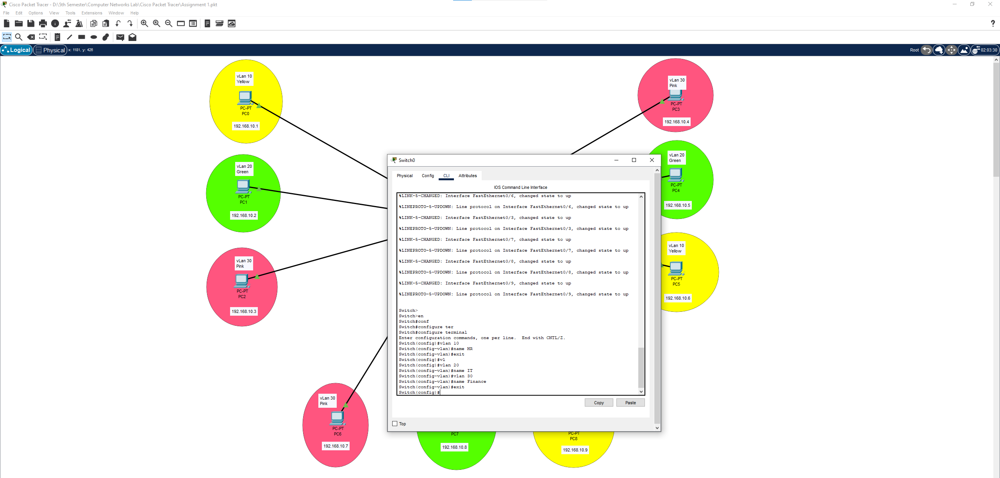 Cisco Packet Tracer - D:\5th Semester\Computer Networks Lab\Cisco Packet Tracer\Assignment 1.pkt
File Edit Options View Tools Extensions Window Help
Logical Physical x: 1181, y: 426 Root 02:03:30
vLan 10
Yellow
PC-PT
PC0
192.168.10.1
vLan 20
Green
PC-PT
PC1
192.168.10.2
vLan 30
Pink
PC-PT
PC2
192.168.10.3
vLan 30
Pink
PC-PT
PC3
192.168.10.4
vLan 20
Green
PC-PT
PC4
192.168.10.5
vLan 10
Yellow
PC-PT
PC5
192.168.10.6
Switch0
Physical Config CLI Attributes
IOS Command Line Interface
%LINK-5-CHANGED: Interface FastEthernet0/6, changed state to up
%LINEPROTO-5-UPDOWN: Line protocol on Interface FastEthernet0/6, changed state to up
%LINK-5-CHANGED: Interface FastEthernet0/3, changed state to up
%LINEPROTO-5-UPDOWN: Line protocol on Interface FastEthernet0/3, changed state to up
%LINK-5-CHANGED: Interface FastEthernet0/7, changed state to up
%LINEPROTO-5-UPDOWN: Line protocol on Interface FastEthernet0/7, changed state to up
%LINK-5-CHANGED: Interface FastEthernet0/8, changed state to up
%LINEPROTO-5-UPDOWN: Line protocol on Interface FastEthernet0/8, changed state to up
%LINK-5-CHANGED: Interface FastEthernet0/9, changed state to up
%LINEPROTO-5-UPDOWN: Line protocol on Interface FastEthernet0/9, changed state to up
Switch>
Switch>en
Switch#conf
Switch#configure ter
Switch#configure terminal
Enter configuration commands, one per line. End with CNTL/Z.
Switch(config)#vlan 10
Switch(config-vlan)#name HR
Switch(config-vlan)#exit
Switch(config)#vl
Switch(config)#vlan 20
Switch(config-vlan)#name IT
Switch(config-vlan)#vlan 30
Switch(config-vlan)#name Finance
Switch(config-vlan)#exit
Switch(config)#
Copy Paste
Top
vLan 30
Pink
PC-PT
PC6
192.168.10.7
PC7
192.168.10.8
PC-PT
PC8
192.168.10.9